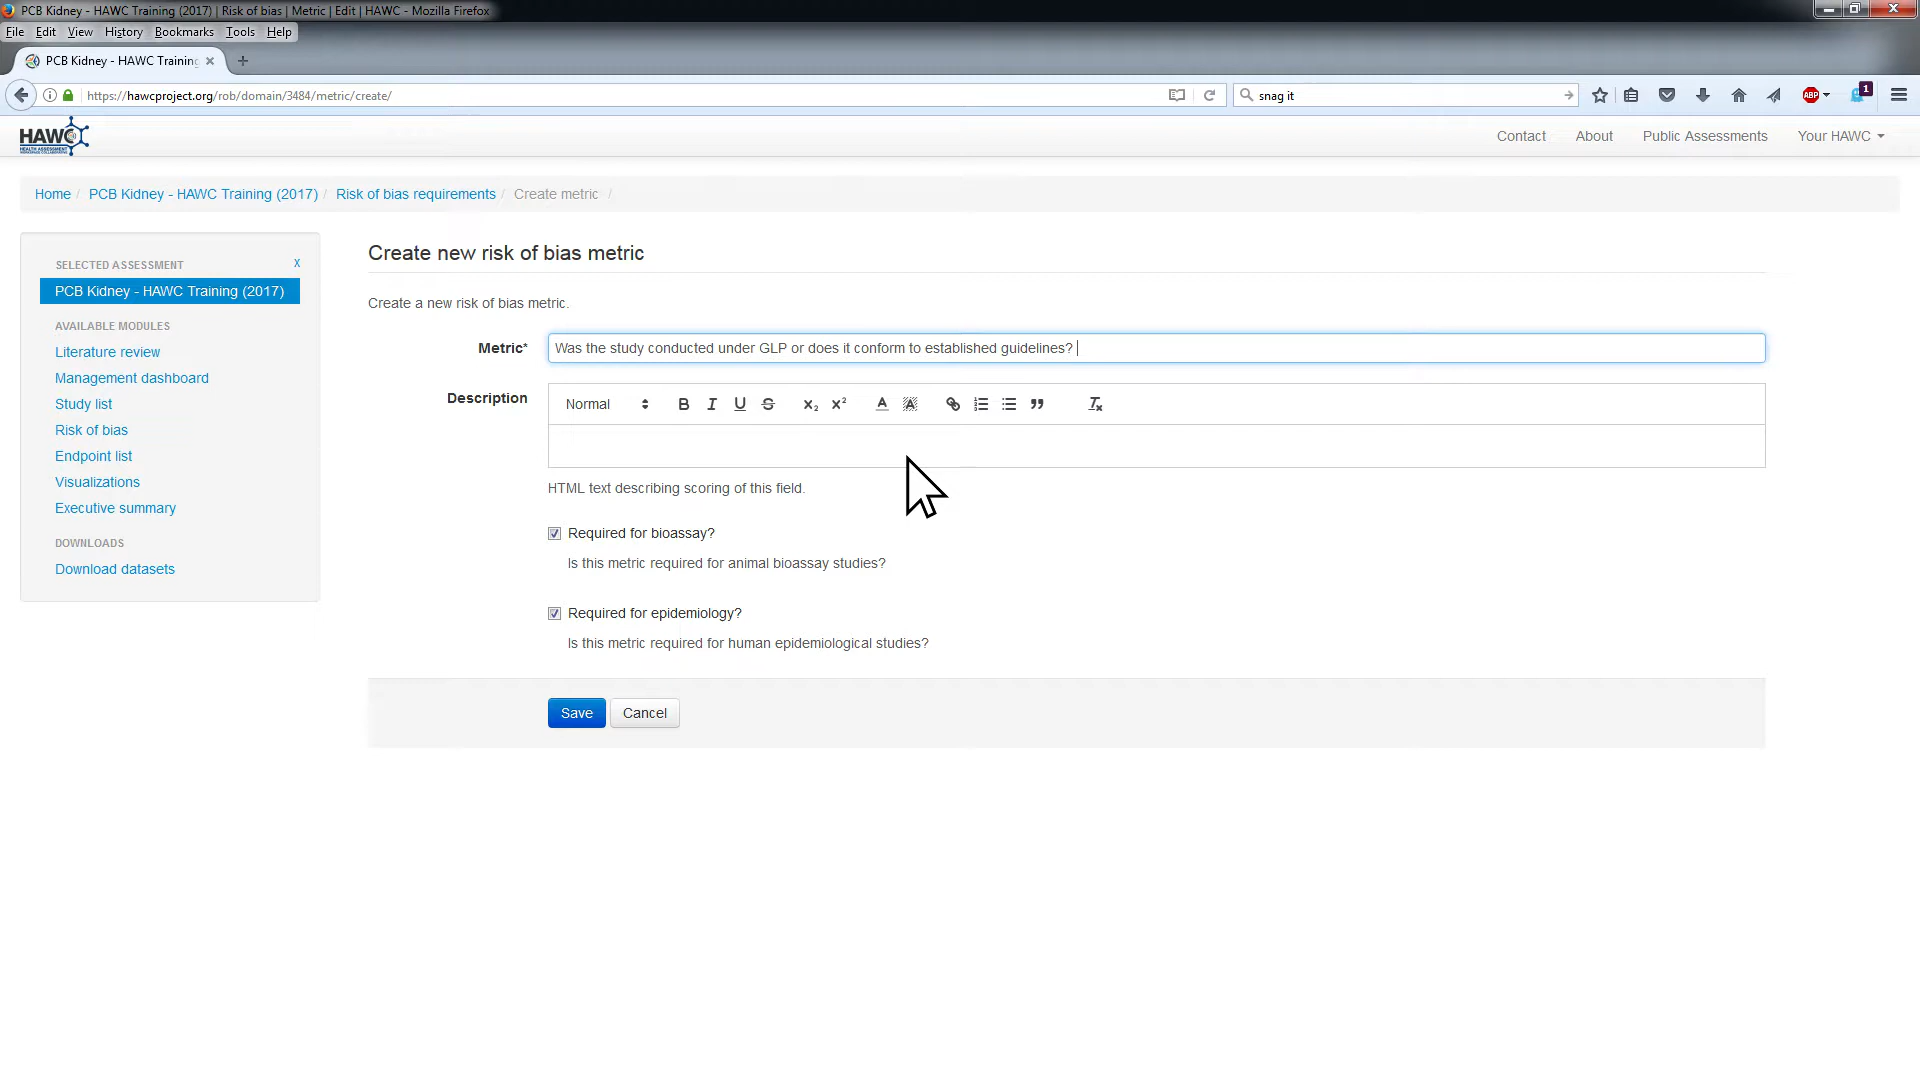 PCB Kidney - HAWC Training (2017) | Risk of bias | Metric | Edit | HAWC - Mozilla Firefox
File Edit View History Bookmarks Tools Help
PCB Kidney - HAWC Training
https://hawcproject.org/rob/domain/3484/metric/create/
snag it
ABP
1
HAWC
HEALTH ASSESSMENT
WORKSPACE COLLABORATIVE
Contact About Public Assessments Your HAWC
Home / PCB Kidney - HAWC Training (2017) / Risk of bias requirements / Create metric /
SELECTED ASSESSMENT x
PCB Kidney - HAWC Training (2017)
AVAILABLE MODULES
Literature review
Management dashboard
Study list
Risk of bias
Endpoint list
Visualizations
Executive summary
DOWNLOADS
Download datasets
Create new risk of bias metric
Create a new risk of bias metric.
Metric* Was the study conducted under GLP or does it conform to established guidelines?
Description Normal B I U S X₂ X² A A
HTML text describing scoring of this field.
Required for bioassay?
Is this metric required for animal bioassay studies?
Required for epidemiology?
Is this metric required for human epidemiological studies?
Save Cancel